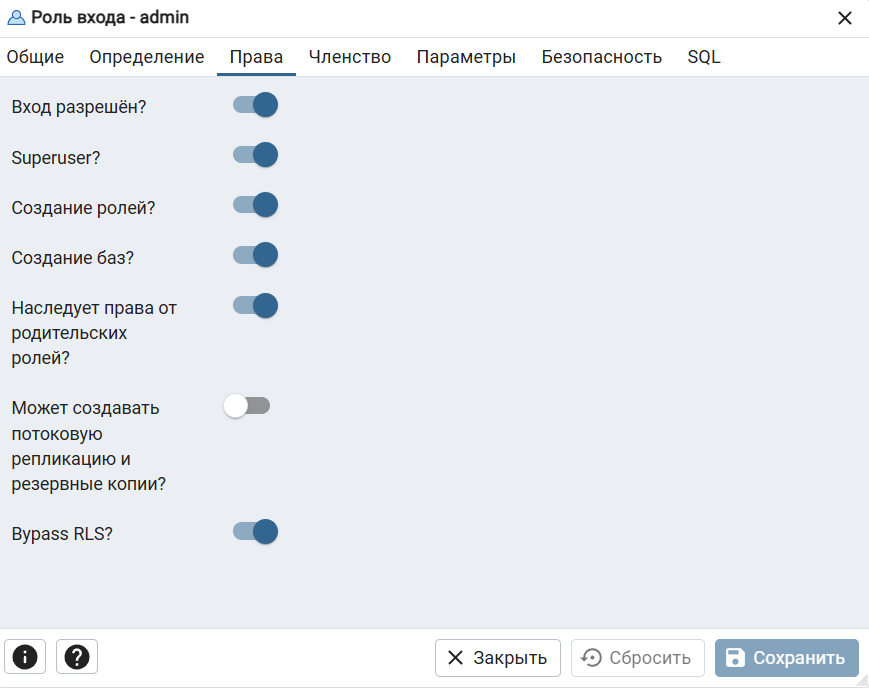 Роль входа - admin
Общие Определение Права Членство Параметры Безопасность SQL
Вход разрешён?
Superuser?
Создание ролей?
Создание баз?
Наследует права от
родительских
ролей?
Может создавать
потоковую
репликацию и
резервные копии?
Bypass RLS?
Закрыть Сбросить Сохранить